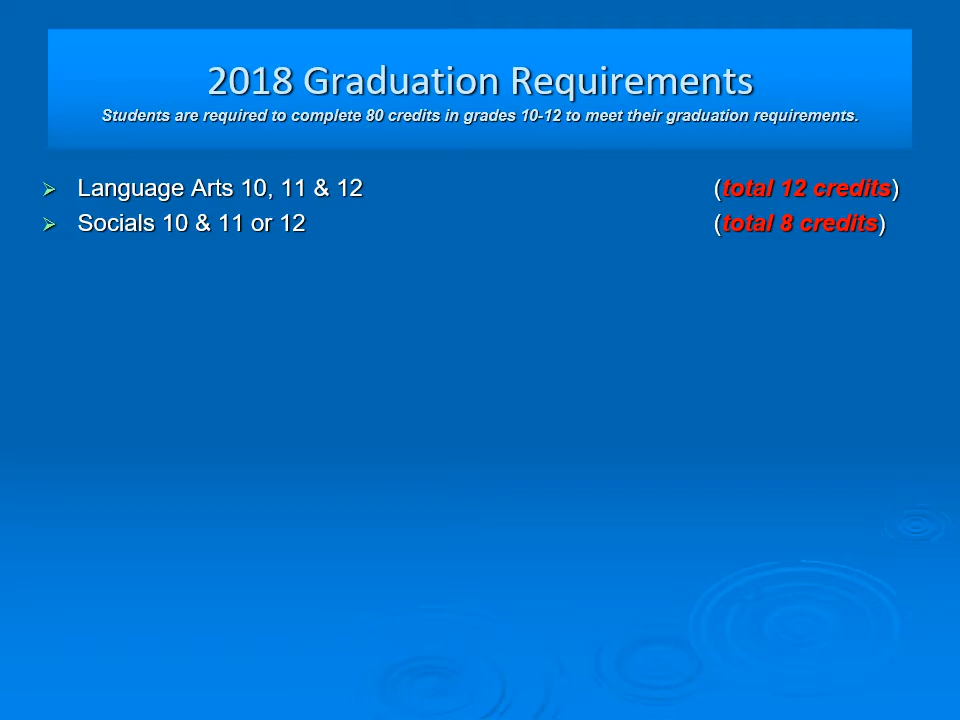 2018 Graduation Requirements
Students are required to complete 80 credits in grades 10-12 to meet their graduation requirements.
Language Arts 10, 11 & 12 (total 12 credits)
Socials 10 & 11 or 12 (total 8 credits)